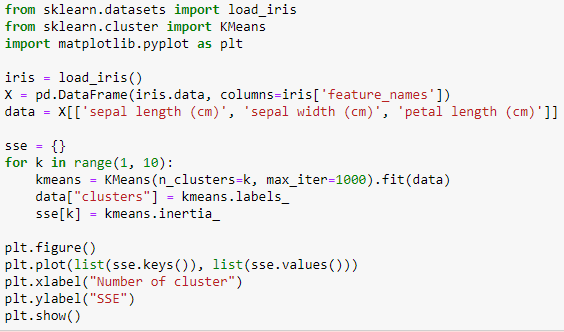 from sklearn.datasets import load_iris
from sklearn.cluster import KMeans
import matplotlib.pyplot as plt

iris = load_iris()
X = pd.DataFrame(iris.data, columns=iris['feature_names'])
data = X[['sepal length (cm)', 'sepal width (cm)', 'petal length (cm)']]

sse = {}
for k in range(1, 10):
    kmeans = KMeans(n_clusters=k, max_iter=1000).fit(data)
    data["clusters"] = kmeans.labels_
    sse[k] = kmeans.inertia_

plt.figure()
plt.plot(list(sse.keys()), list(sse.values()))
plt.xlabel("Number of cluster")
plt.ylabel("SSE")
plt.show()